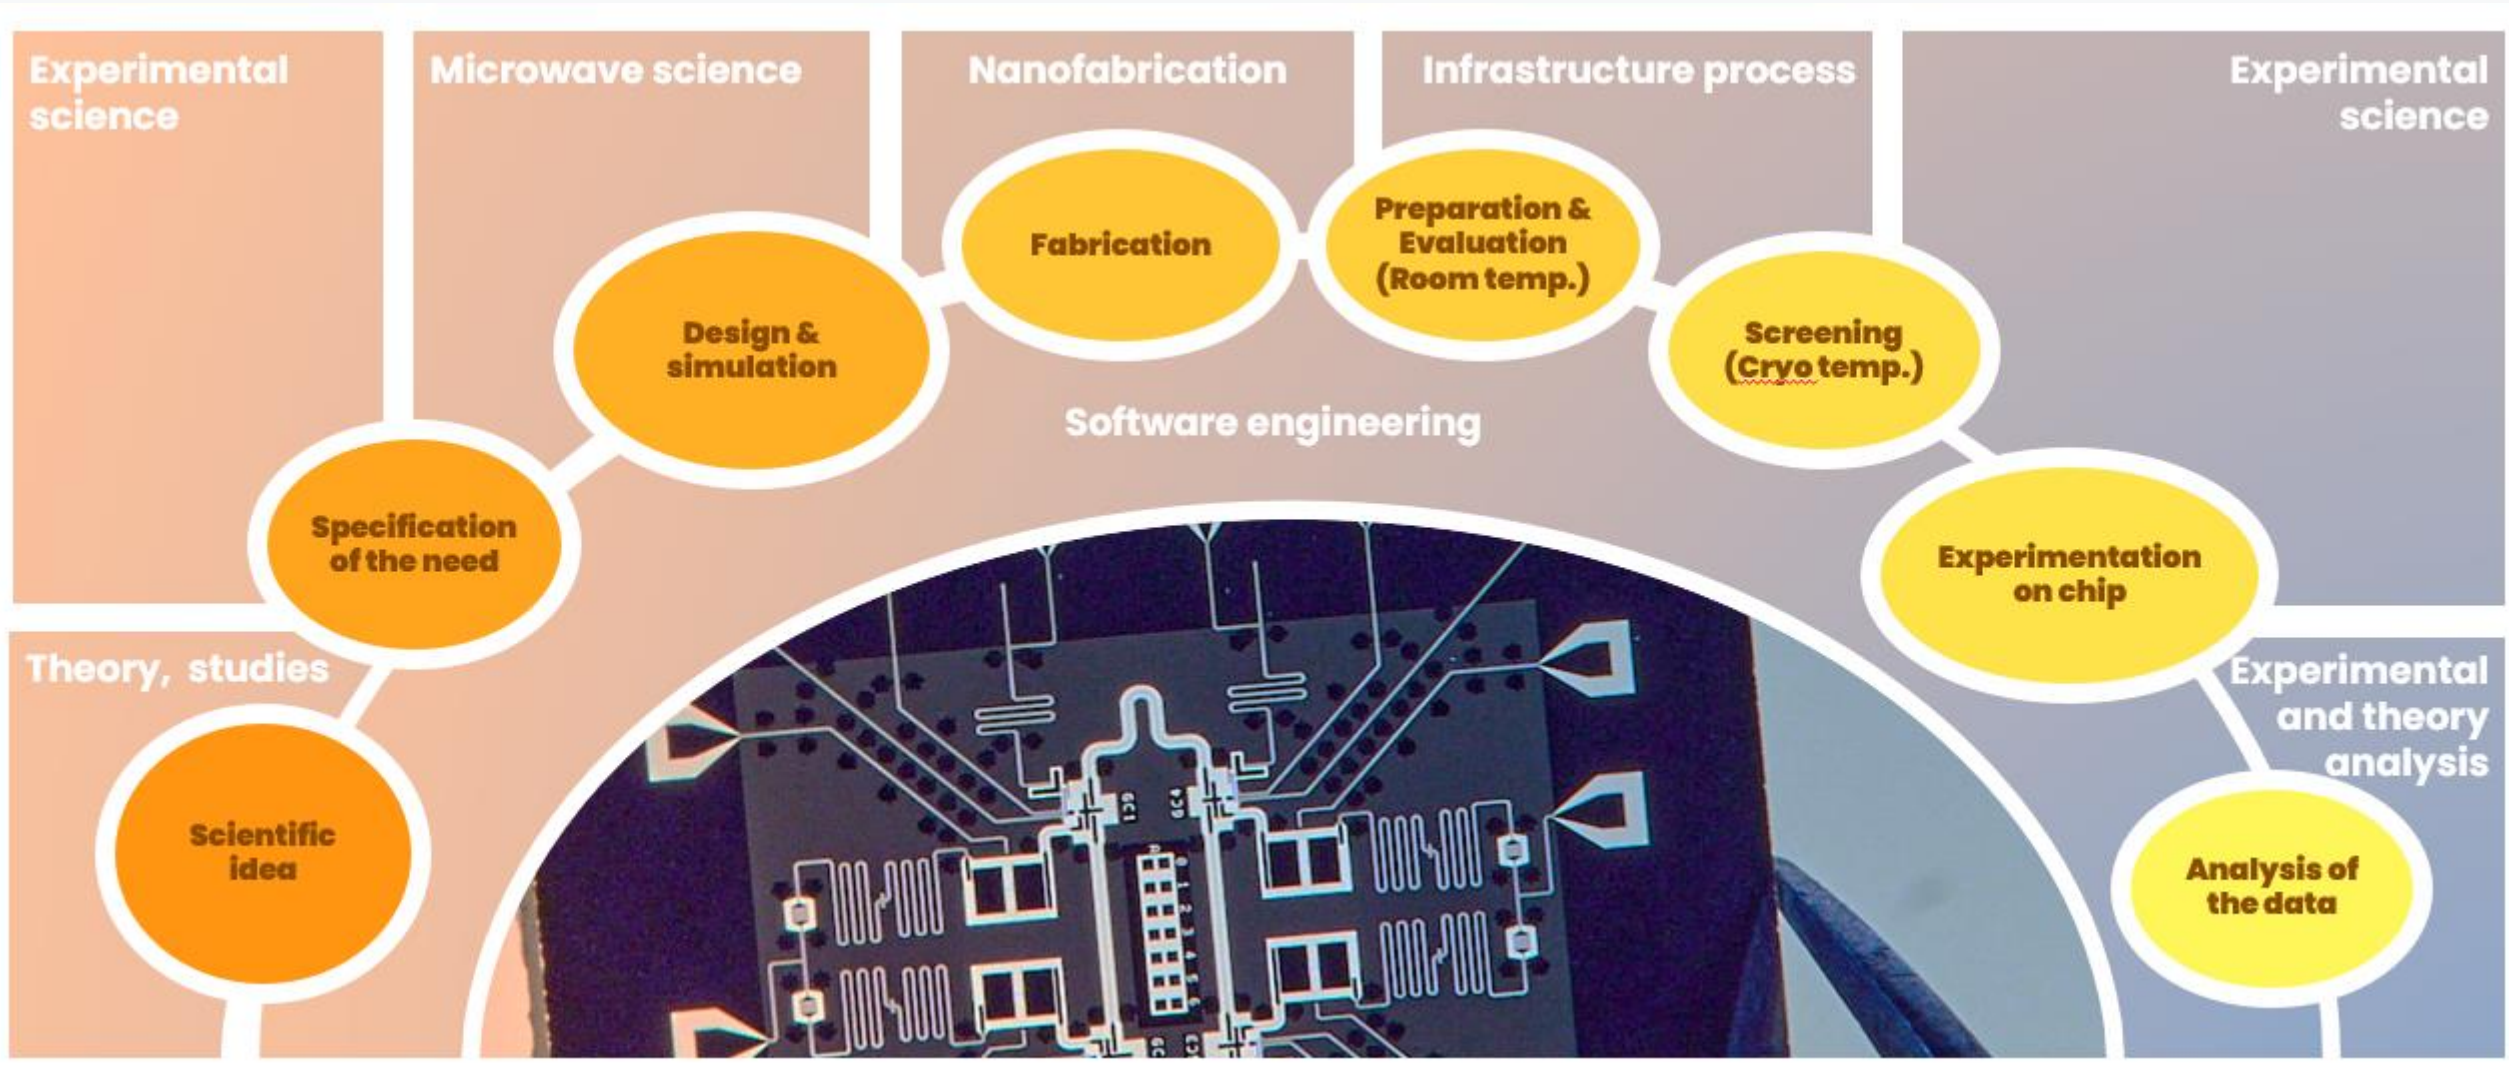 Experimental
science
Microwave science
Nanofabrication
Infrastructure process
Experimental
science
Fabrication
Preparation &
Evaluation
(Room temp.)
Design &
simulation
Screening
(Cryo temp.)
Software engineering
Specification
of the need
Experimentation
on chip
Theory, studies
Experimental
and theory
analysis
Scientific
idea
Analysis of
the data